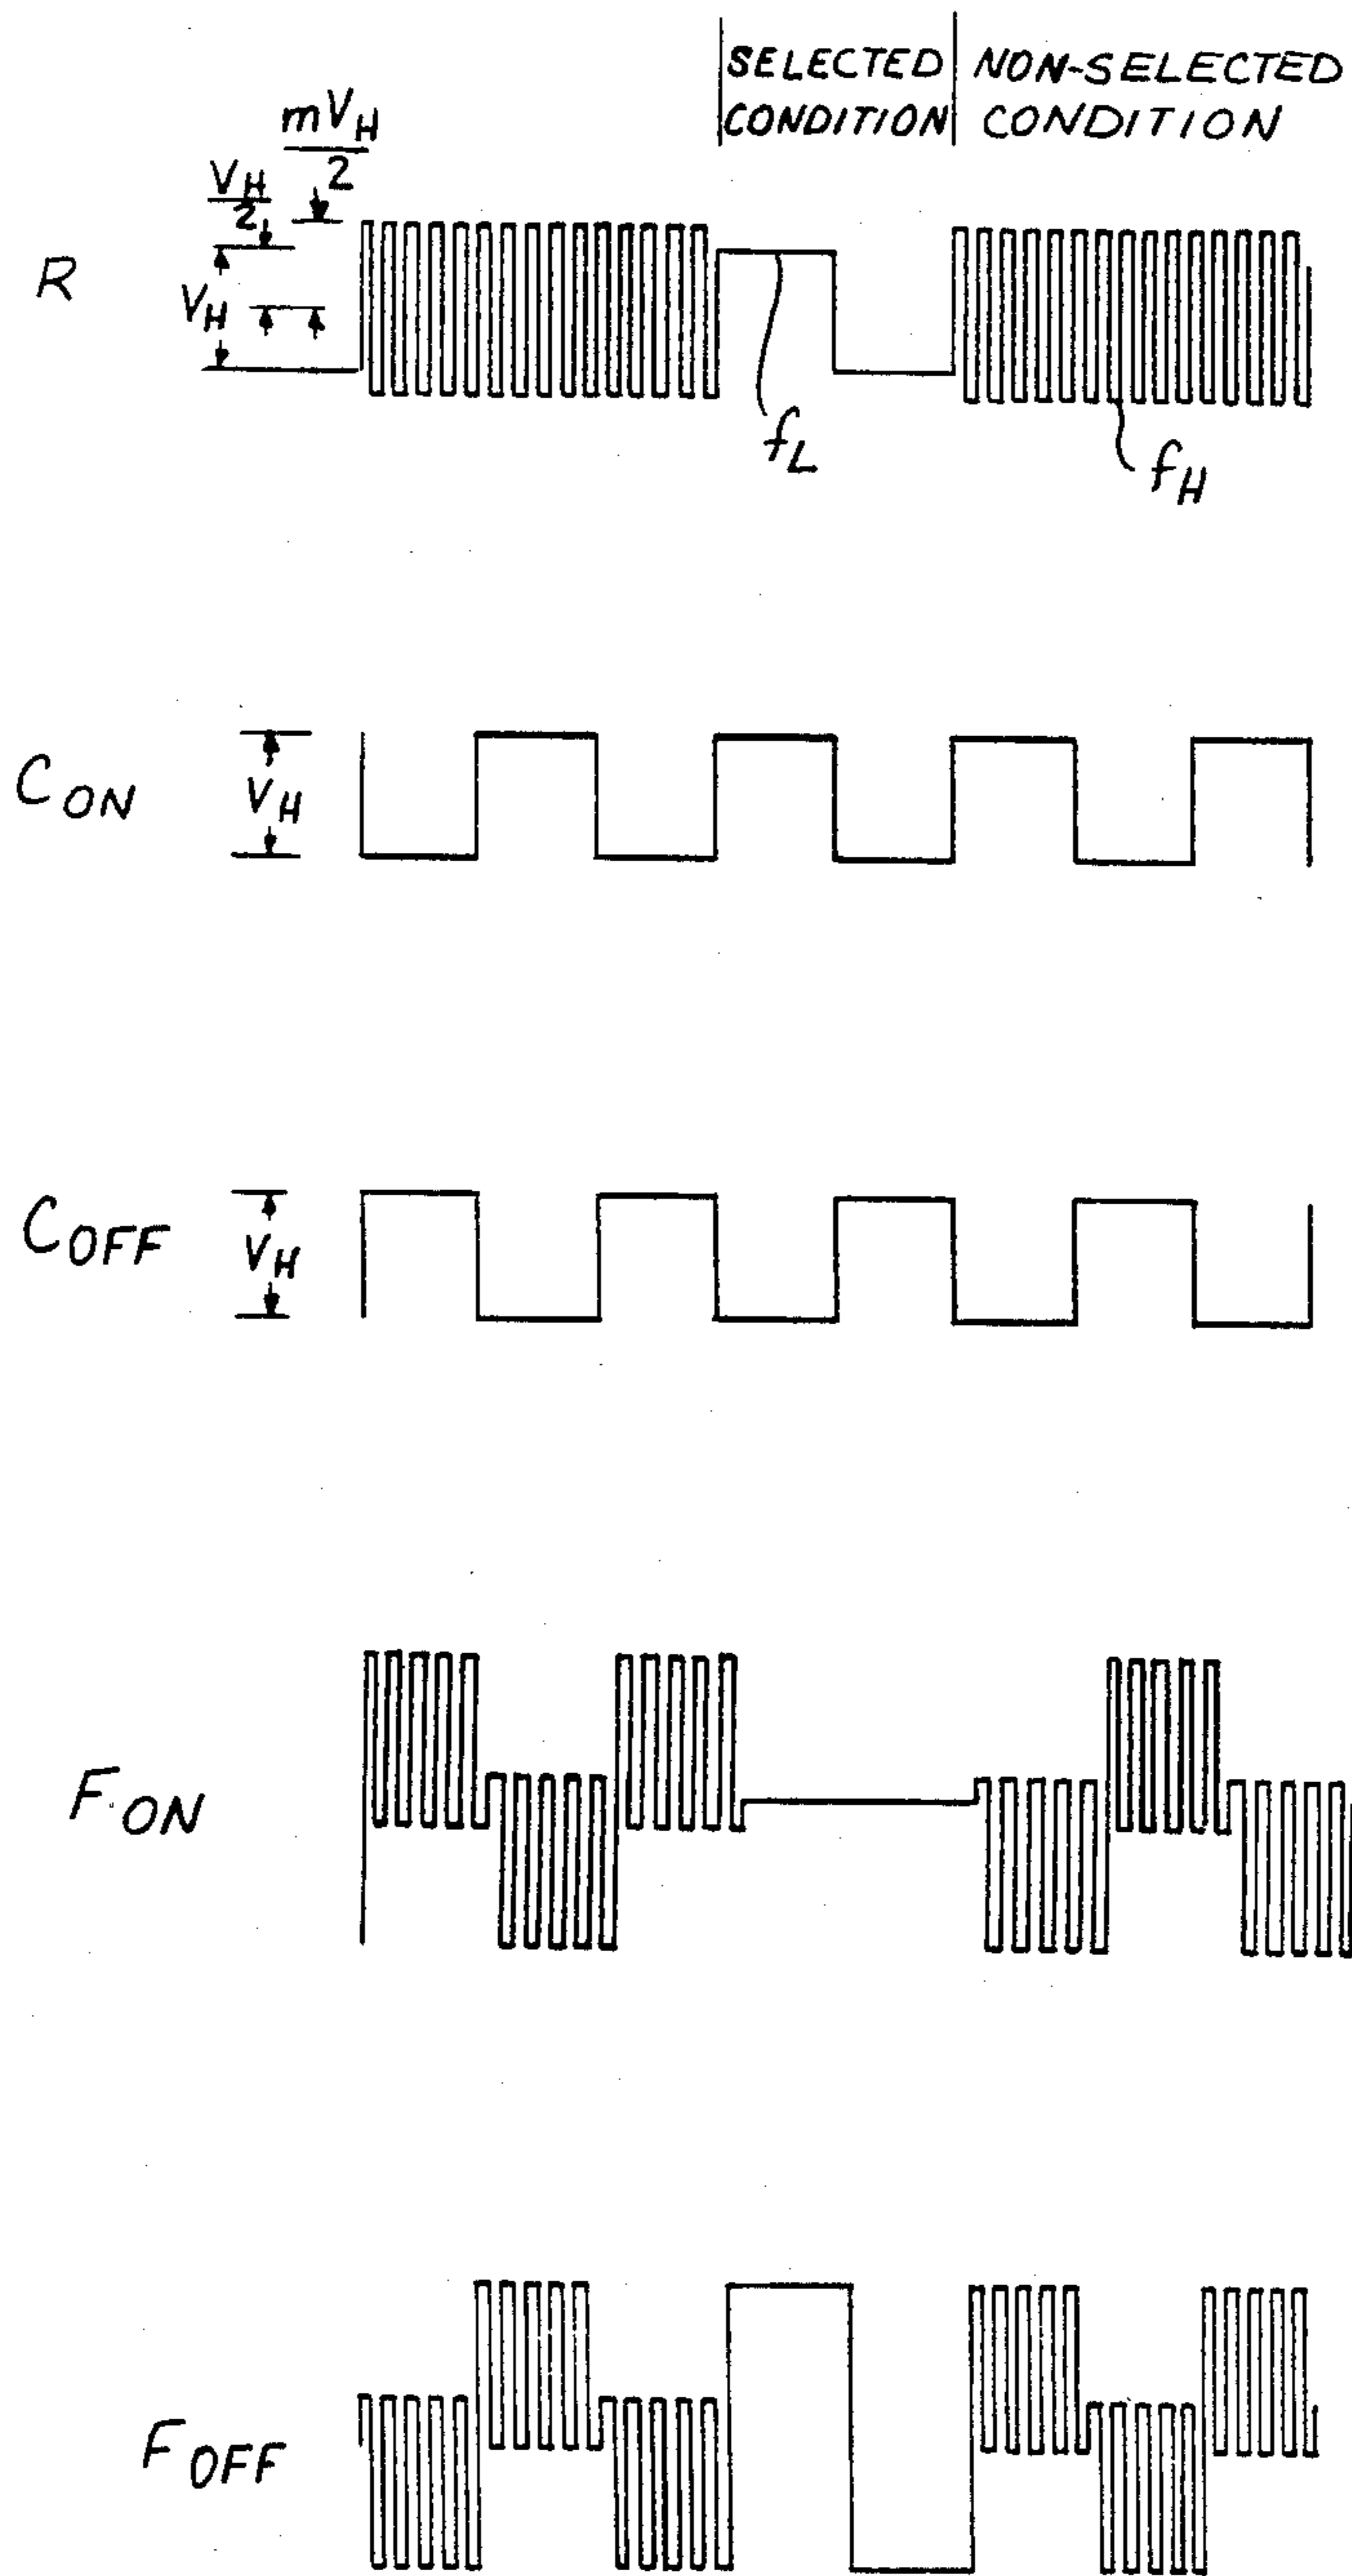 SELECTED
CONDITION
NON-SELECTED
CONDITION
mV_H
2
V_H
2
R
V_H
f_L
f_H
C_ON
V_H
C_OFF
V_H
F_ON
F_OFF